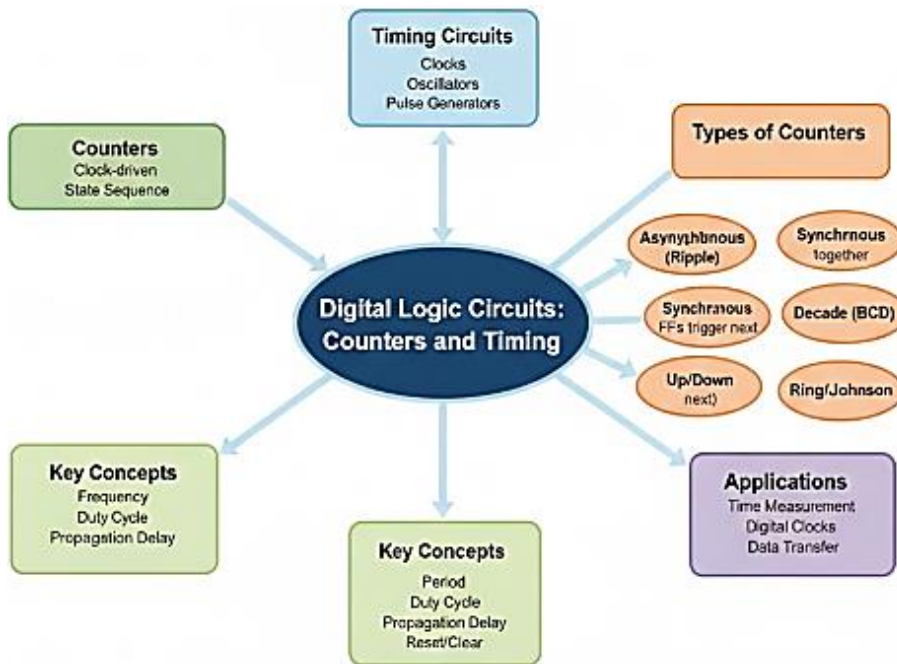 Timing Circuits
Clocks
Oscillators
Pulse Generators
Counters
Clock-driven
State Sequence
Types of Counters
(Ripple)
Synchrnous
together
FFs trigger next
Decade (BCD)
Up/Down
next)
Ring/Johnson
Digital Logic Circuits:
Counters and Timing
Key Concepts
Frequency
Duty Cycle
Propagation Delay
Key Concepts
Period
Duty Cycle
Propagation Delay
Reset/Clear
Applications
Time Measurement
Digital Clocks
Data Transfer